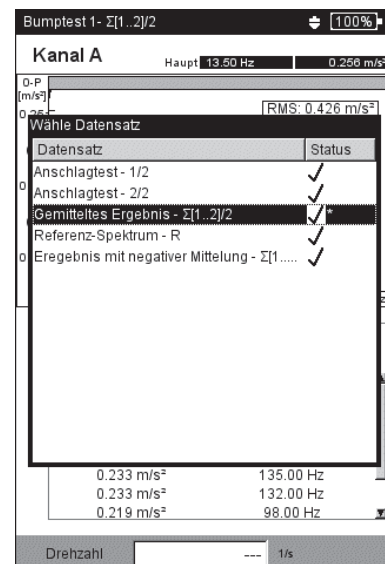 Bumptest 1- Σ[1..2]/2 100%
Kanal A Haupt 13.50 Hz 0.256 m/s²
0-P
[m/s²]
RMS: 0.426 m/s²
Wähle Datensatz
Datensatz Status
Anschlagtest - 1/2
Anschlagtest - 2/2
Gemitteltes Ergebnis - Σ[1..2]/2 *
Referenz-Spektrum - R
Eregebnis mit negativer Mittelung - Σ[1.....
0.233 m/s² 135.00 Hz
0.233 m/s² 132.00 Hz
0.219 m/s² 98.00 Hz
Drehzahl --- 1/s